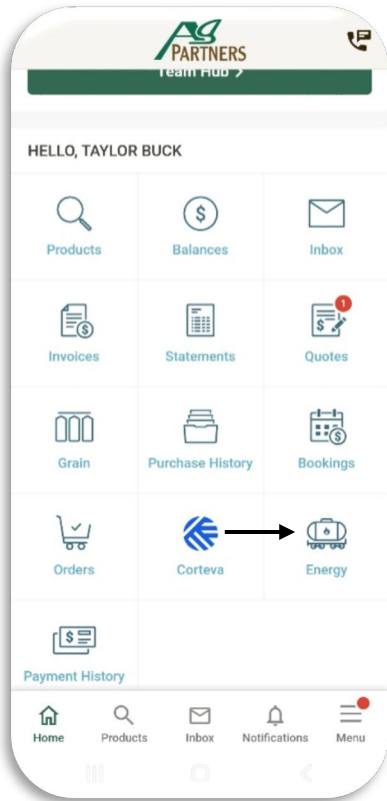 Ag
PARTNERS
Team Hub >
HELLO, TAYLOR BUCK
Products
Balances
Inbox
Invoices
Statements
1
Quotes
Grain
Purchase History
Bookings
Orders
Corteva
Energy
Payment History
Home
Products
Inbox
Notifications
Menu